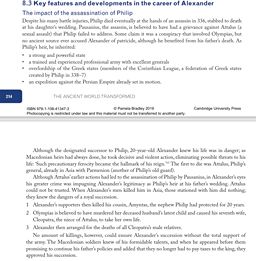 8.3 Key features and developments in the career of Alexander
The impact of the assassination of Philip
Despite his many battle injuries, Philip died eventually at the hands of an assassin in 336, stabbed to death
at his daughter's wedding. Pausanias, the assassin, is believed to have had a grievance against Attalus (a
sexual assault) that Philip failed to address. Some claim it was a conspiracy that involved Olympias, but
no ancient source ever accused Alexander of patricide, although he benefited from his father's death. As
Philip's heir, he inherited:
• a strong and powerful state
• a trained and experienced army with excellent generals
• overlordship of the Greek states (members of the Corinthian League, a federation of Greek states
created by Philip in 338–7)
• an expedition against the Persian Empire already set in motion.
214 THE ANCIENT WORLD TRANSFORMED
ISBN 978-1-108-41347-3 © Pamela Bradley 2018 Cambridge University Press
Photocopying is restricted under law and this material must not be transferred to another party.
Although the designated successor to Philip, 20-year-old Alexander knew his life was in danger; as
Macedonian heirs had always done, he took decisive and violent action, eliminating possible threats to his
life. Such precautionary ferocity became the hallmark of his reign. The first to die was Attalus, Philip's
general, already in Asia with Parmenion (another of Philip's old guard).
Although Attalus' earlier actions had led to the assassination of Philip by Pausanias, in Alexander's eyes
his greater crime was impugning Alexander's legitimacy as Philip's heir at his father's wedding. Attalus
could not be trusted. When Alexander's men killed him in Asia, those stationed with him did nothing;
they knew the dangers of a royal succession.
1 Alexander's supporters then killed his cousin, Amyntas, the nephew Philip had protected for 20 years.
2 Olympias is believed to have murdered her deceased husband's latest child and caused his seventh wife,
Cleopatra, the niece of Attalus, to take her own life.
3 Alexander then arranged for the deaths of all Cleopatra's male relatives.
No amount of killings, however, could ensure Alexander's succession without the total support of
the army. The Macedonian soldiers knew of his formidable talents, and when he appeared before them
promising to continue his father's policies and added that they no longer had to pay taxes to the king, they
approved his succession.